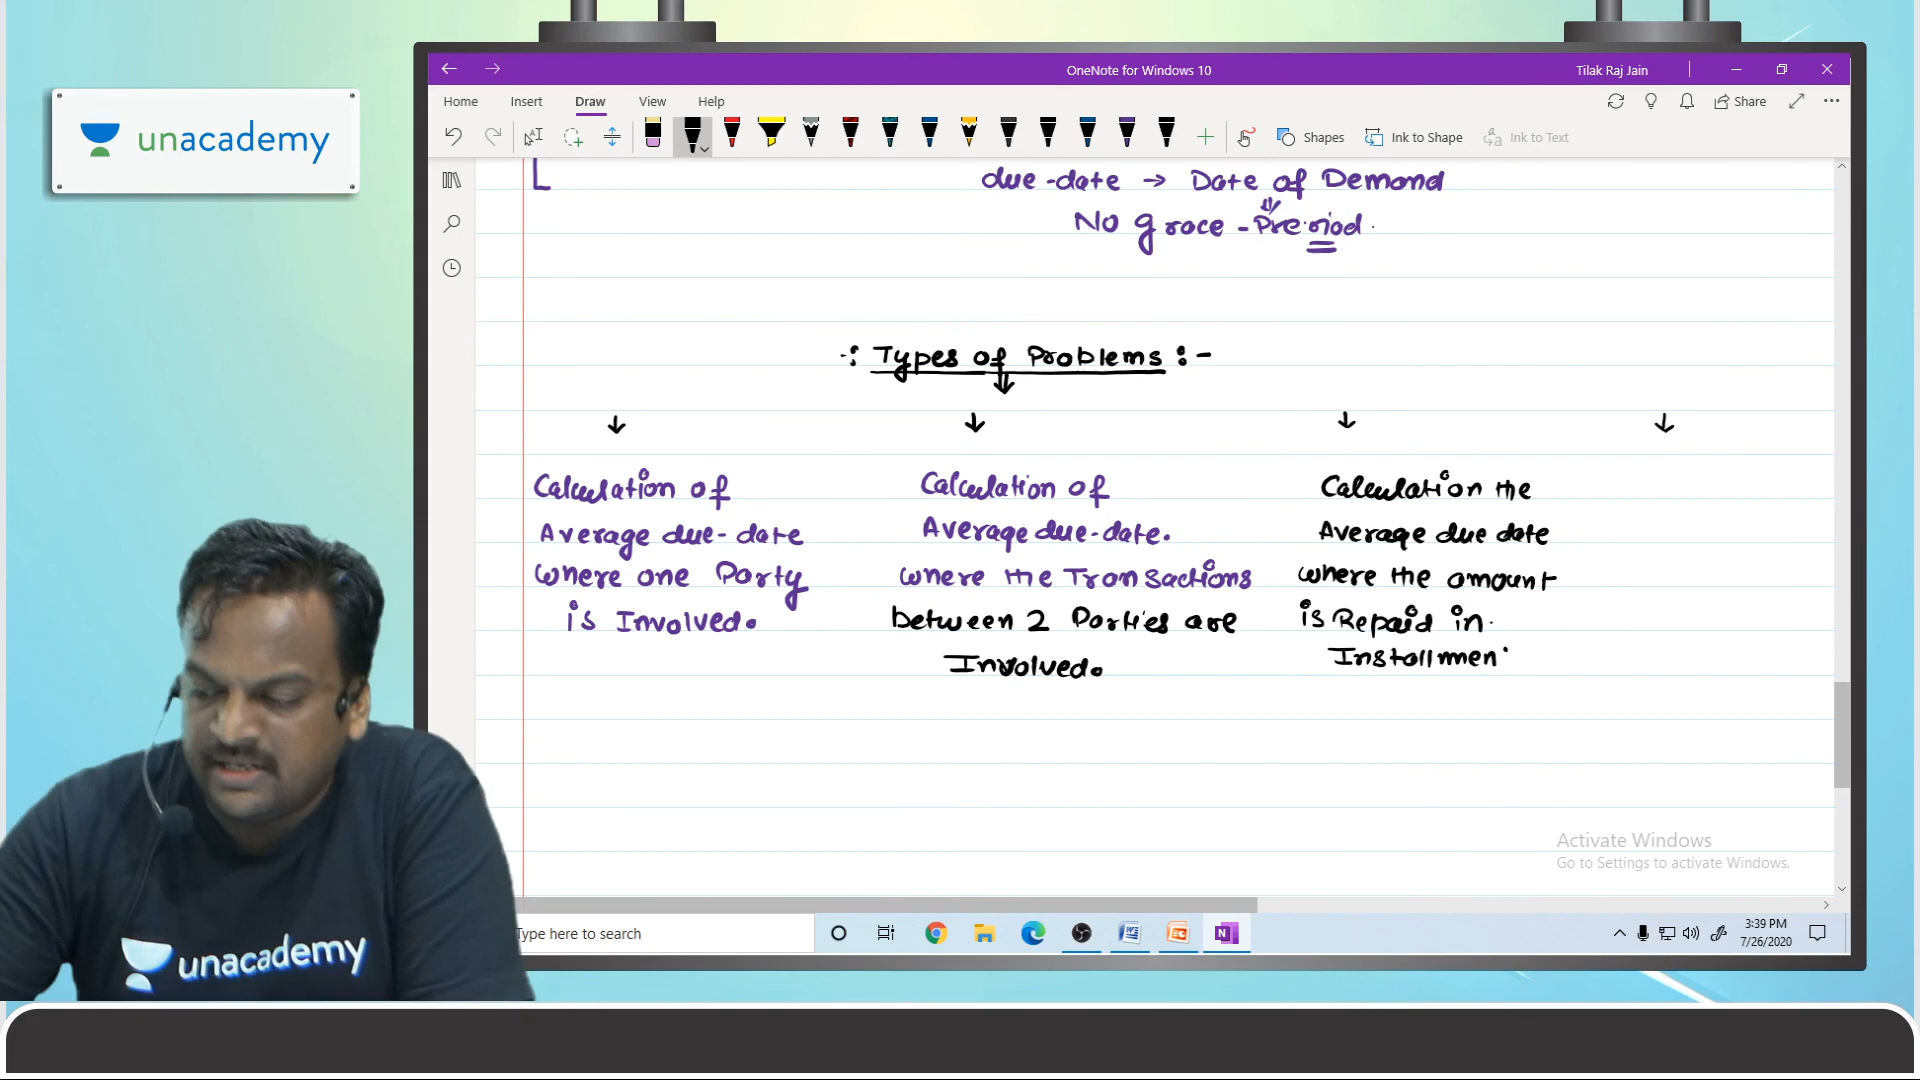 unacademy
OneNote for Windows 10
Tilak Raj Jain
Home Insert Draw View Help
Share
Shapes
Ink to Shape
Ink to Text
due-date → Date of Demand
No grace-Preriod.
-: Types of Problems :-
Calculation of
Average due-date
where one Party
is Involved.
Calculation of
Average due-date.
where the Transactions
between 2 Parties are
Involved.
Calculation the
Average due date
where the amount
is Repaid in
Installmen
Activate Windows
Go to Settings to activate Windows.
Type here to search
3:39 PM
7/26/2020
unacademy